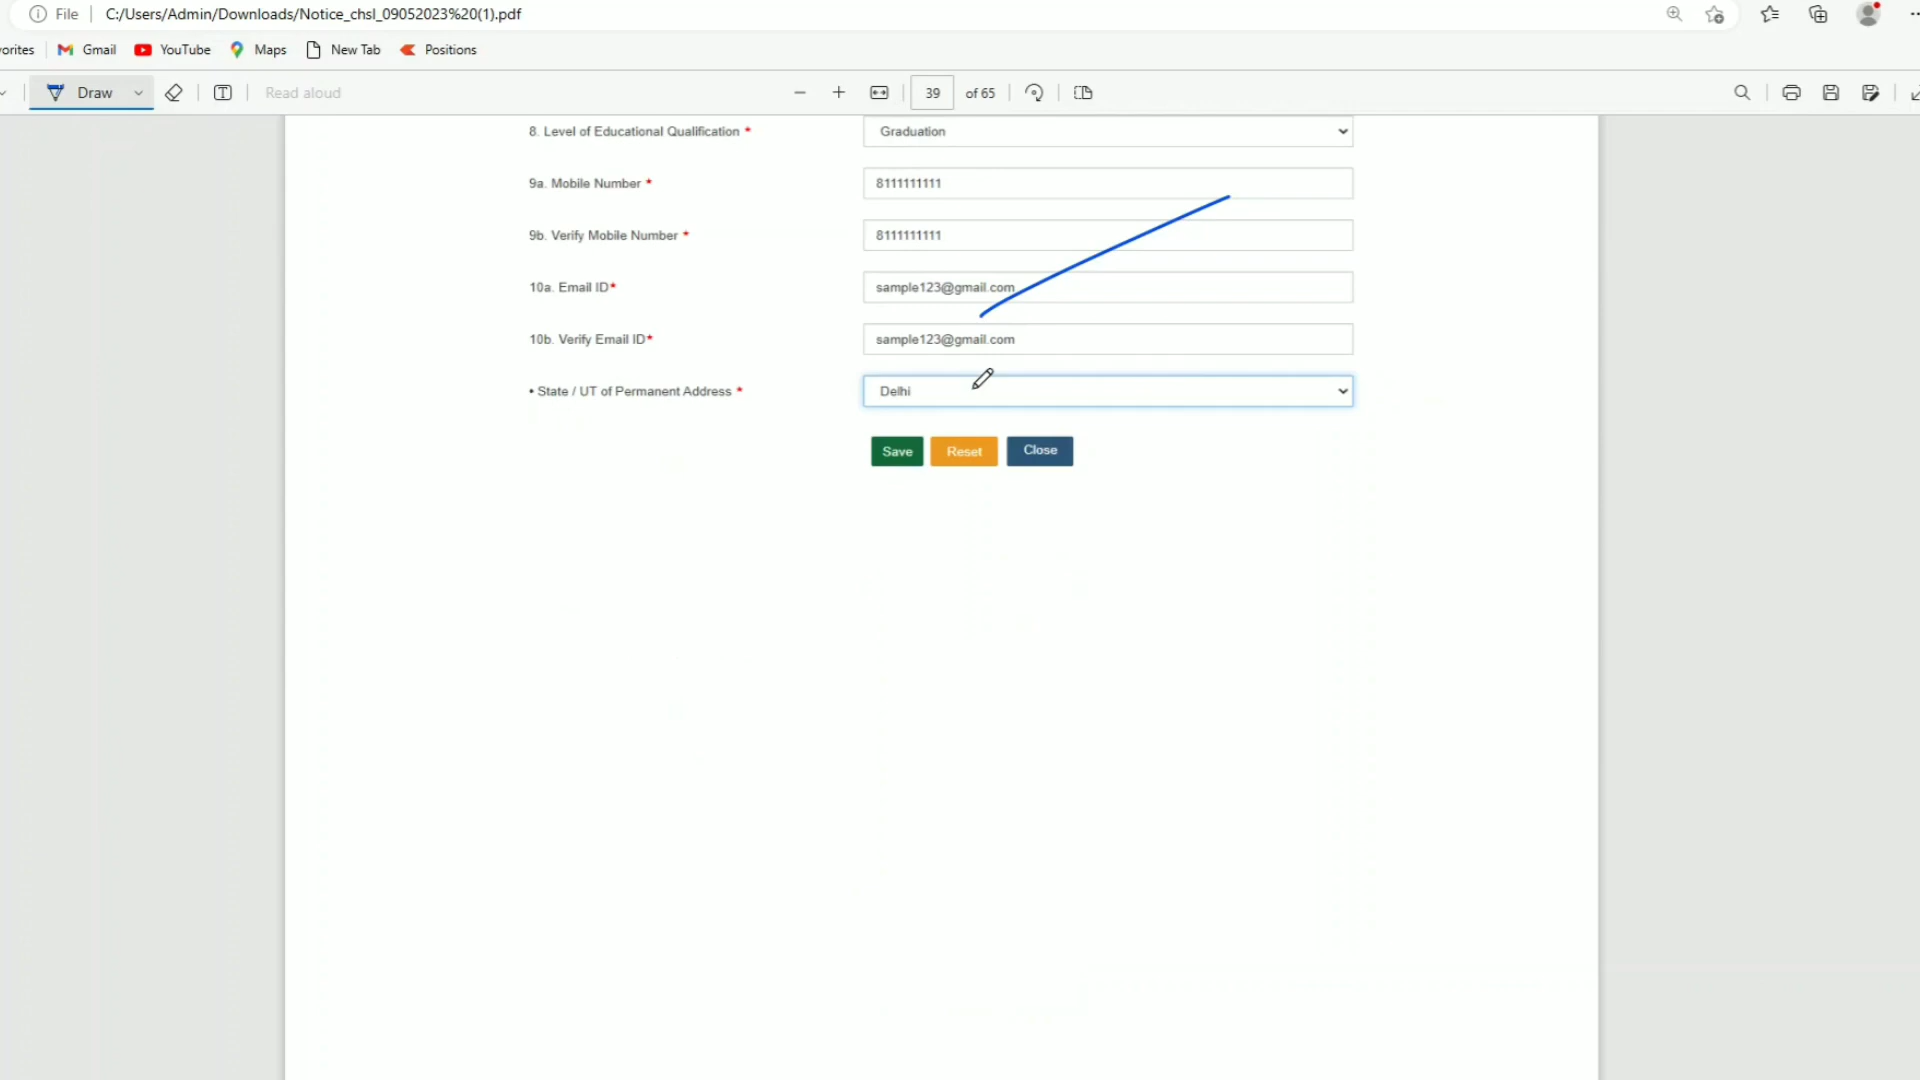 File C:/Users/Admin/Downloads/Notice_chsl_09052023%20(1).pdf
orites Gmail YouTube Maps New Tab Positions
Draw T Read aloud 39 of 65
8. Level of Educational Qualification * Graduation
9a. Mobile Number * 8111111111
9b. Verify Mobile Number * 8111111111
10a. Email ID* sample123@gmail.com
10b. Verify Email ID* sample123@gmail.com
• State / UT of Permanent Address * Delhi
Save Reset Close